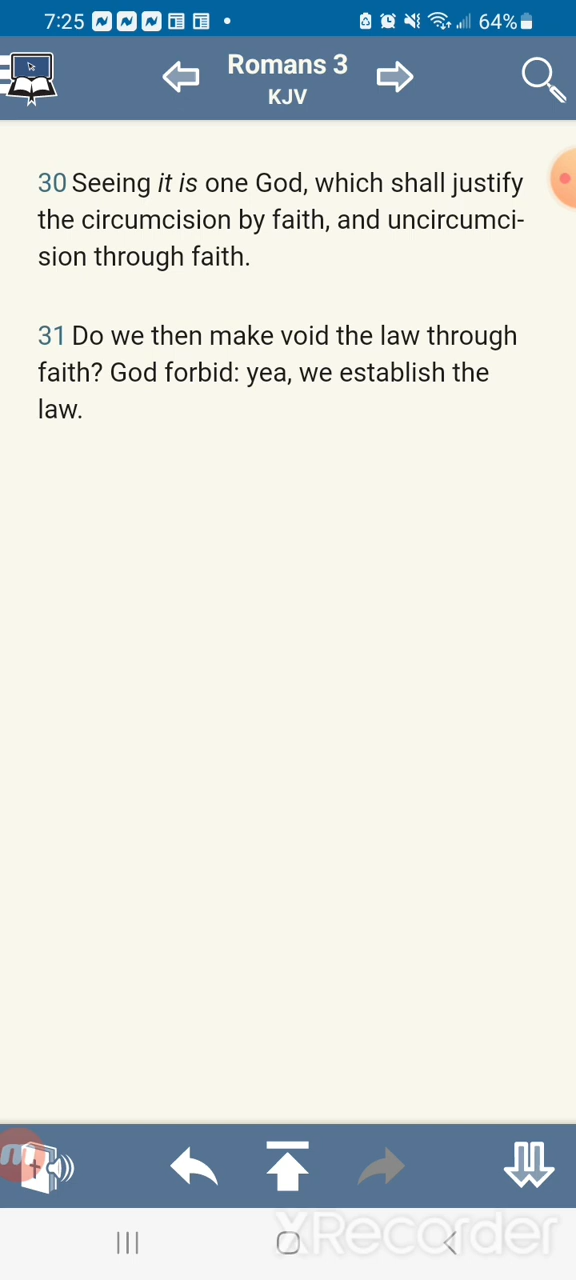 7:25 64%
Romans 3
KJV
30 Seeing it is one God, which shall justify
the circumcision by faith, and uncircumci-
sion through faith.
31 Do we then make void the law through
faith? God forbid: yea, we establish the
law.
XRecorder